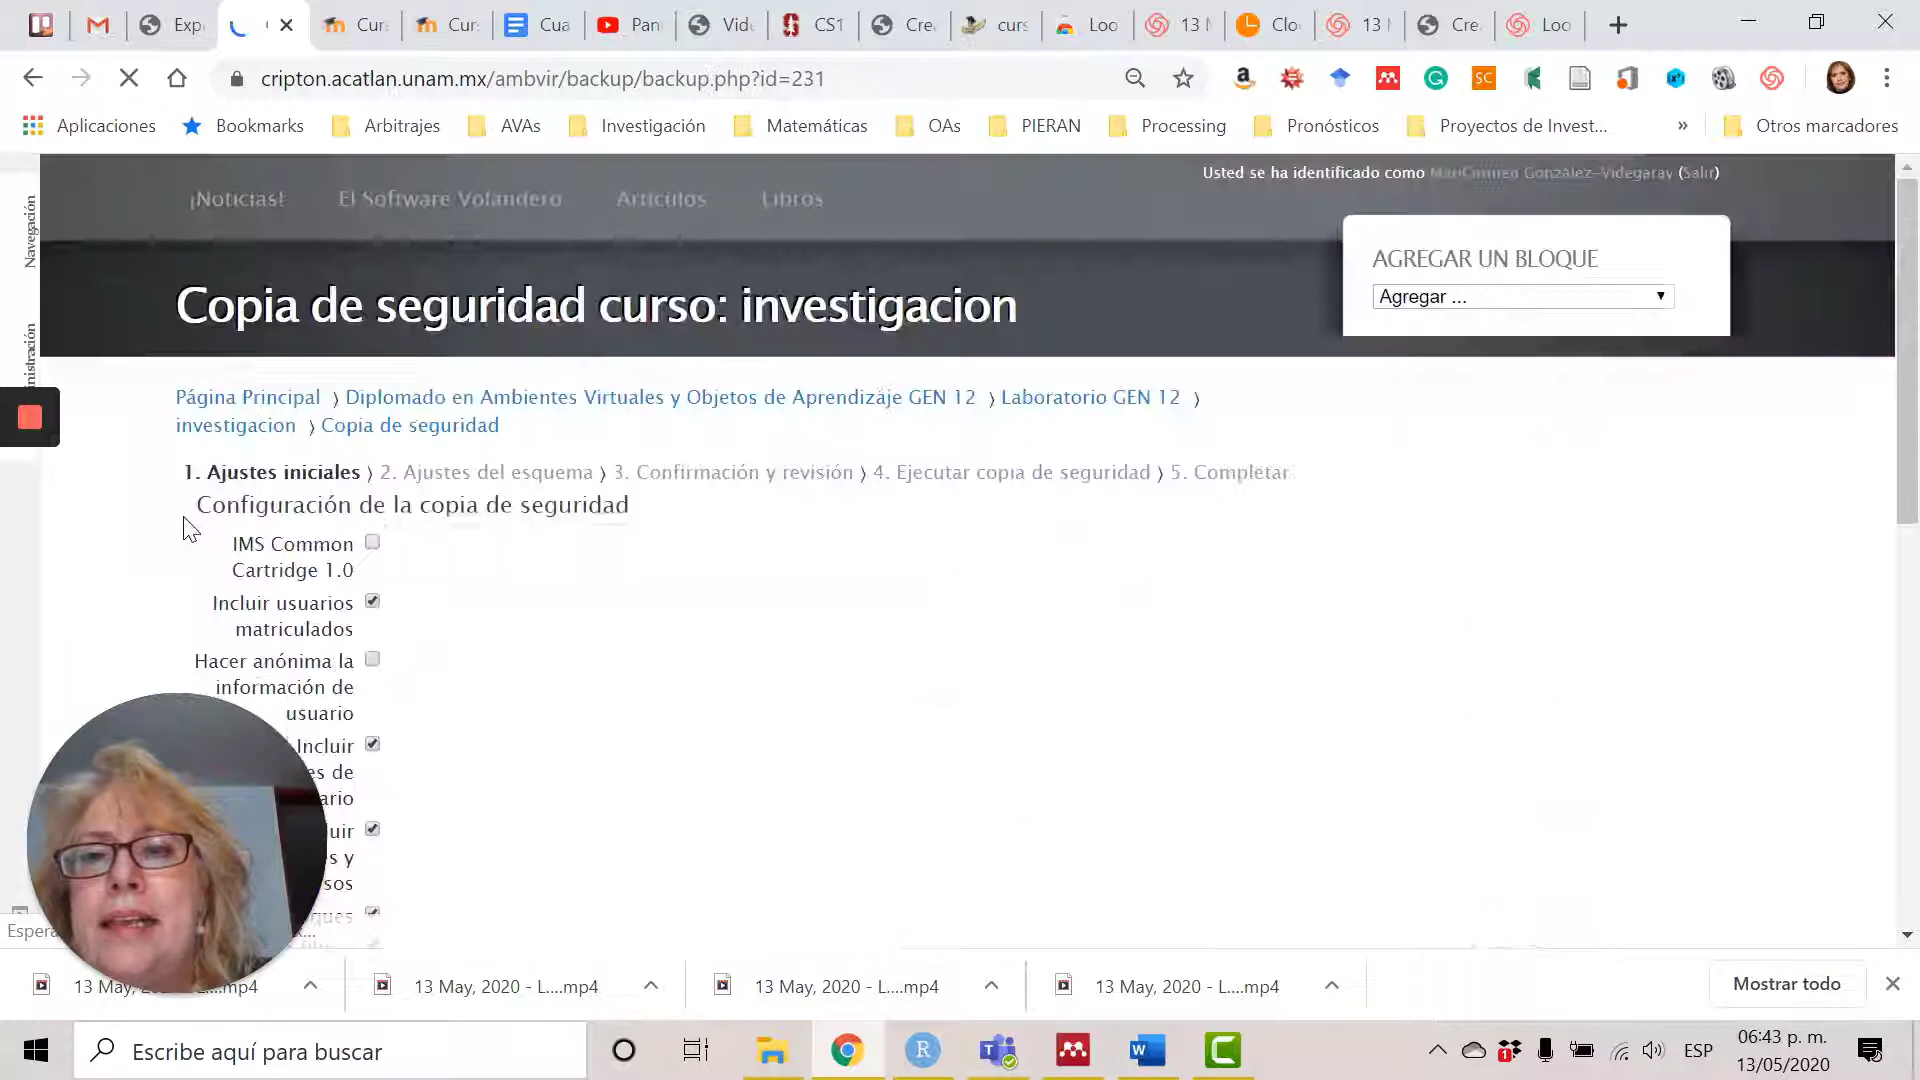 Exp
Cur
Cur
Cua
Pan
Vid
CS1
Cre
curs
Loo
13
Clo
13
Cre
Loo
cripton.acatlan.unam.mx/ambvir/backup/backup.php?id=231
Aplicaciones
Bookmarks
Arbitrajes
AVAs
Investigación
Matemáticas
OAs
PIERAN
Processing
Pronósticos
Proyectos de Invest...
»
Otros marcadores
Navegación
Usted se ha identificado como MariCarmen González-Videgaray (Salir)
¡Noticias!
El Software Volandero
Artículos
Libros
AGREGAR UN BLOQUE
Agregar ...
Copia de seguridad curso: investigacion
Página Principal 〉 Diplomado en Ambientes Virtuales y Objetos de Aprendizaje GEN 12 〉 Laboratorio GEN 12 〉
investigacion 〉 Copia de seguridad
1. Ajustes iniciales 〉 2. Ajustes del esquema 〉 3. Confirmación y revisión 〉 4. Ejecutar copia de seguridad 〉 5. Completar
Configuración de la copia de seguridad
IMS Common
Cartridge 1.0
Incluir usuarios
matriculados
Hacer anónima la
información de
usuario
Incluir
Espera
13 May, 2020 - L....mp4
13 May, 2020 - L....mp4
13 May, 2020 - L....mp4
Mostrar todo
Escribe aquí para buscar
ESP
06:43 p. m.
13/05/2020